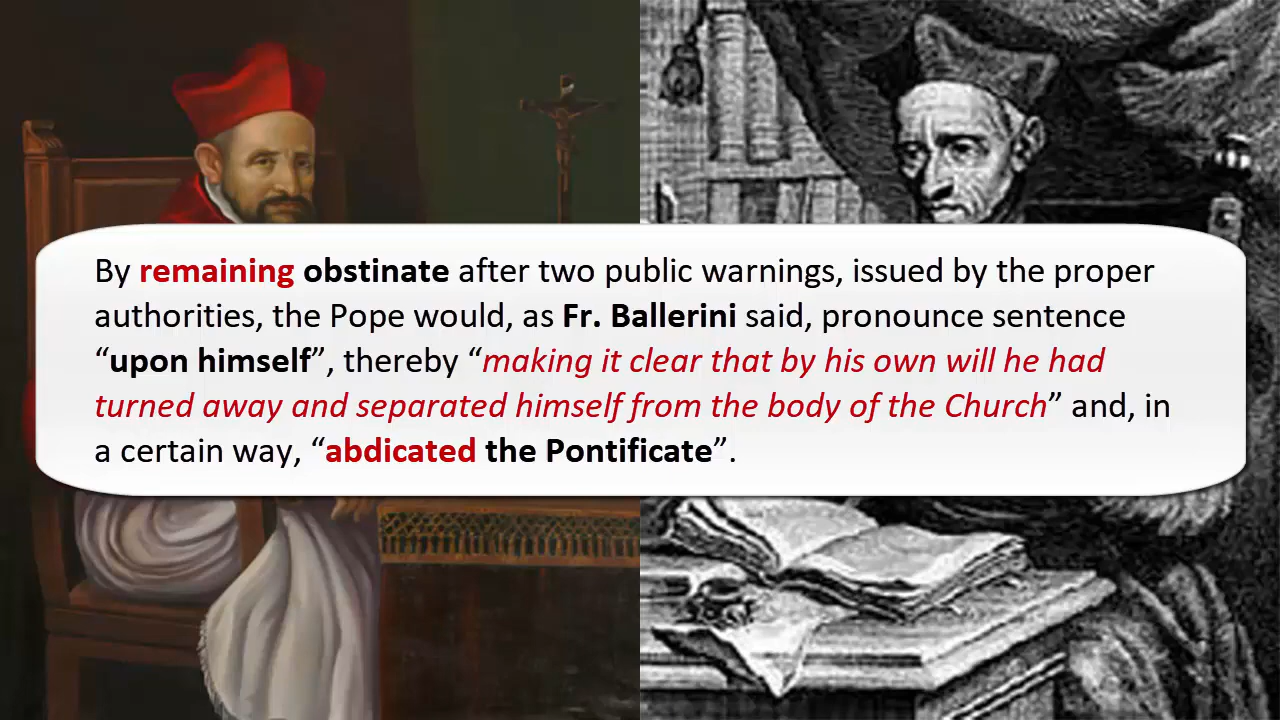 By remaining obstinate after two public warnings, issued by the proper
authorities, the Pope would, as Fr. Ballerini said, pronounce sentence
“upon himself”, thereby “making it clear that by his own will he had
turned away and separated himself from the body of the Church” and, in
a certain way, “abdicated the Pontificate”.